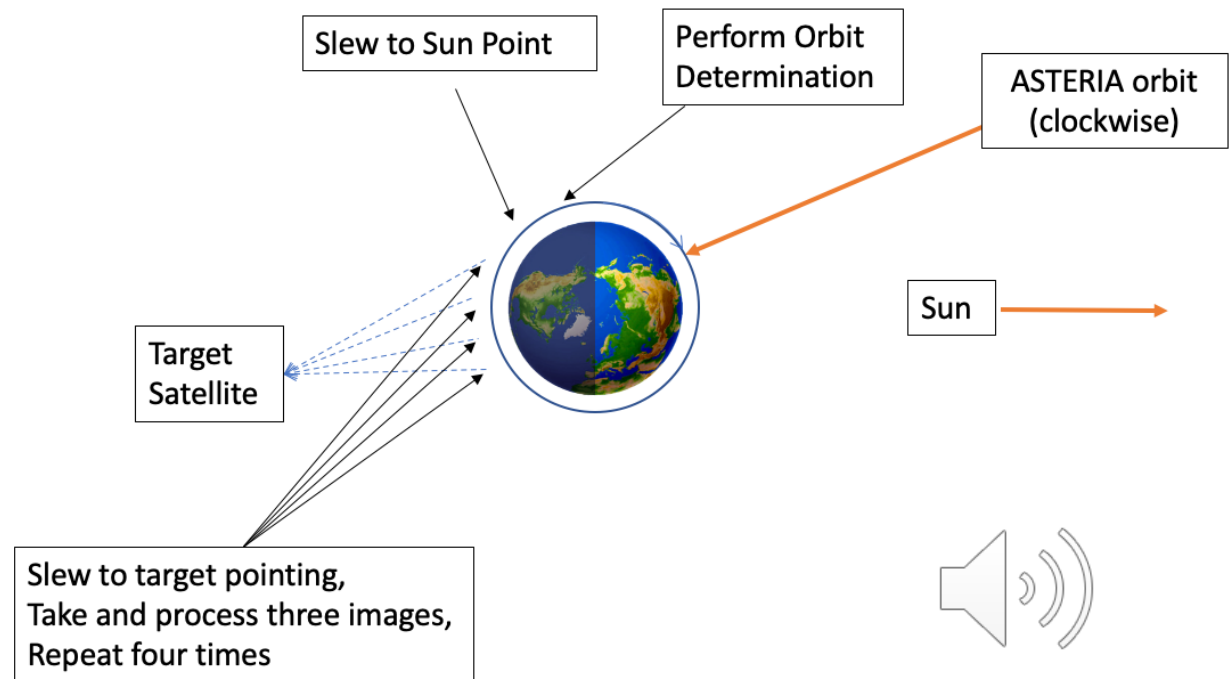 Slew to Sun Point
Perform Orbit
Determination
ASTERIA orbit
(clockwise)
Sun
Target
Satellite
Slew to target pointing,
Take and process three images,
Repeat four times